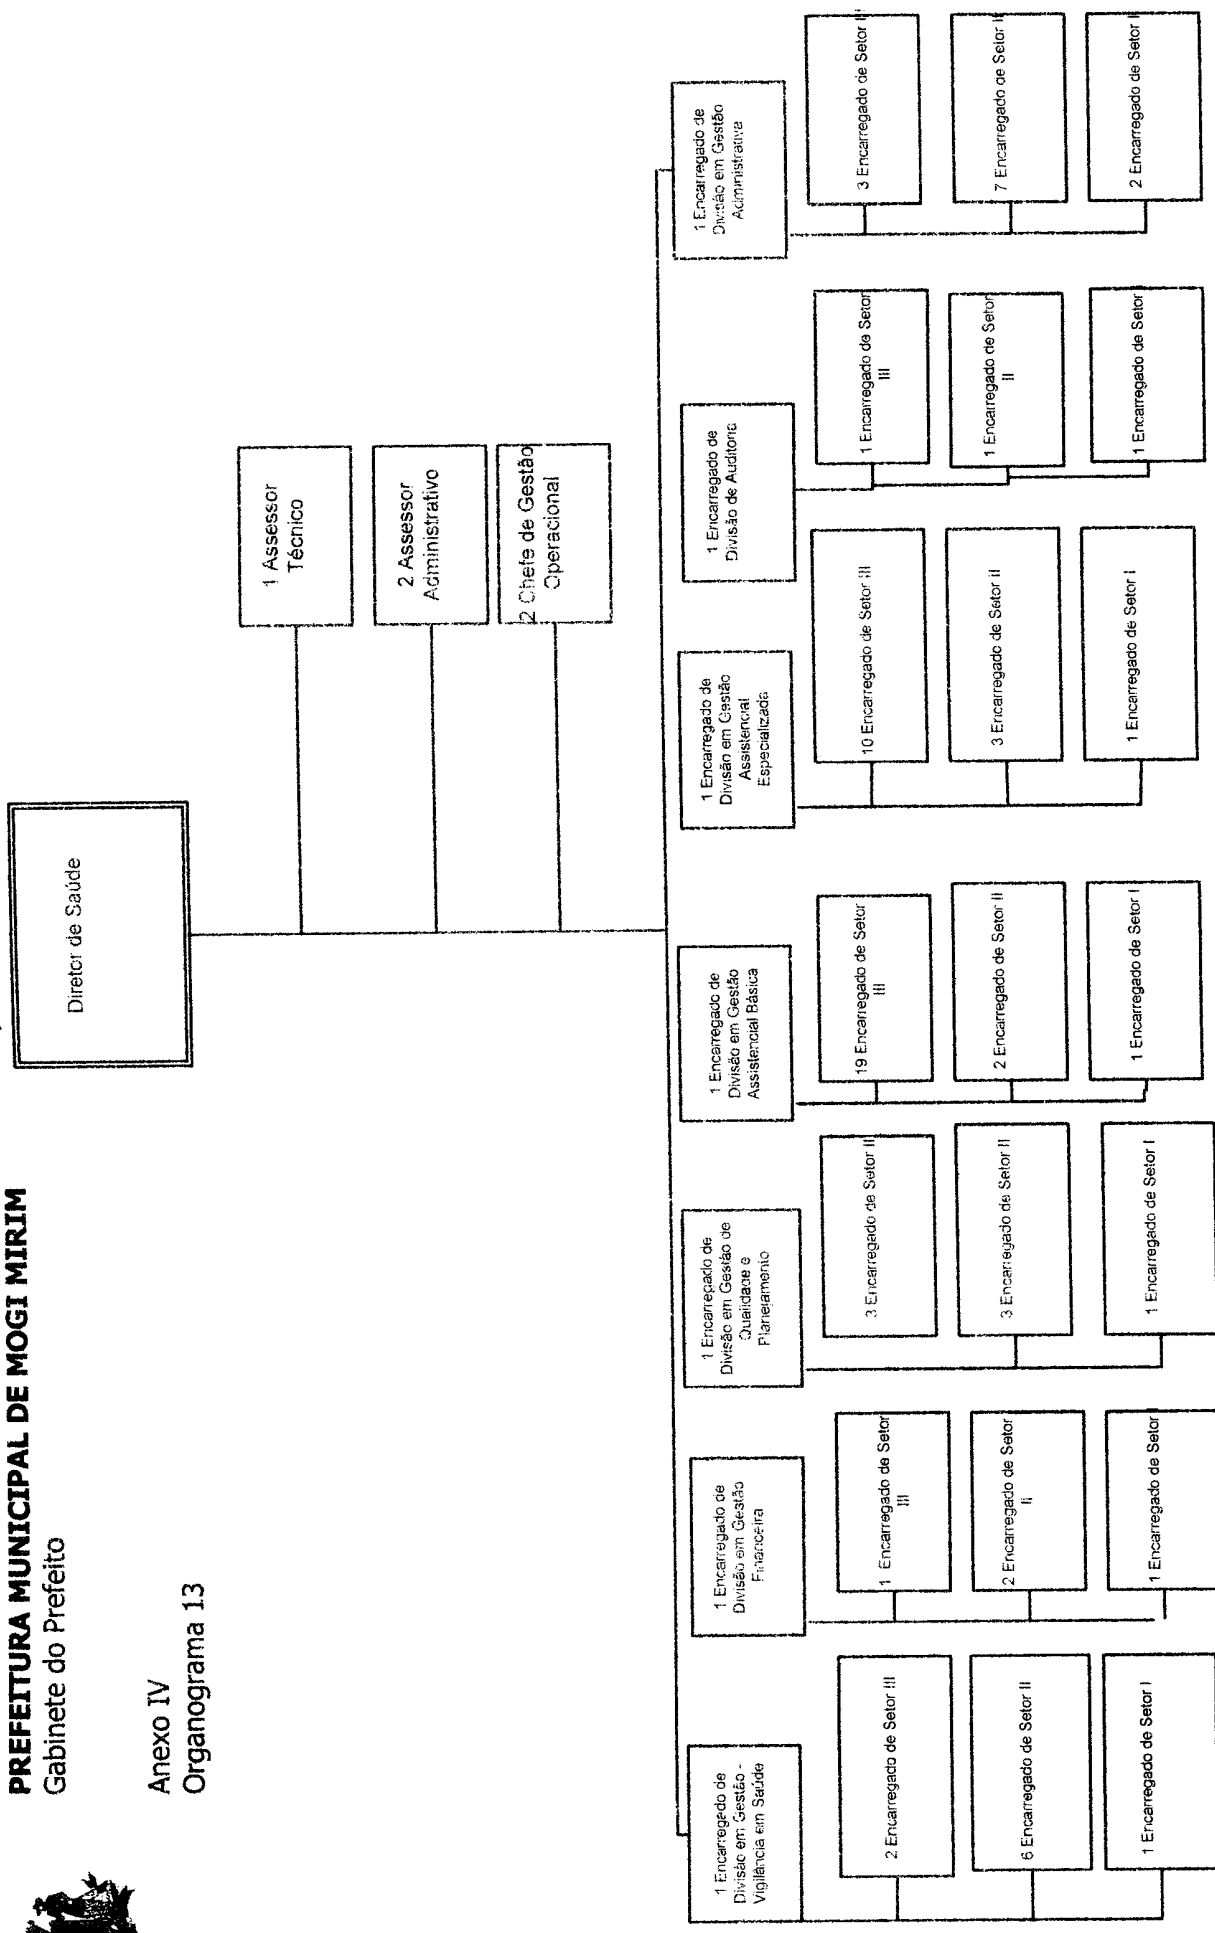 PREFEITURA MUNICIPAL DE MOGI MIRIM
Gabinete do Prefeito
Anexo IV
Organograma 13
Diretor de Saúde
1 Assessor
Técnico
2 Assessor
Administrativo
2 Chefe de Gestão
Operacional
1 Encarregado de
Divisão em Gestão -
Vigilância em Saúde
2 Encarregado de Setor III
6 Encarregado de Setor II
1 Encarregado de Setor I
1 Encarregado de
Divisão em Gestão
Financeira
1 Encarregado de Setor
III
2 Encarregado de Setor
II
1 Encarregado de Setor
1 Encarregado de
Divisão em Gestão de
Qualidade e
Planejamento
3 Encarregado de Setor II
3 Encarregado de Setor II
1 Encarregado de Setor I
1 Encarregado de
Divisão em Gestão
Assistencial Básica
19 Encarregado de Setor
III
2 Encarregado de Setor II
1 Encarregado de Setor I
1 Encarregado de
Divisão em Gestão
Assistencial
Especializada
10 Encarregado de Setor III
3 Encarregado de Setor II
1 Encarregado de Setor I
1 Encarregado de
Divisão de Auditoria
1 Encarregado de Setor
III
1 Encarregado de Setor
II
1 Encarregado de Setor
1 Encarregado de
Divisão em Gestão
Administrativa
3 Encarregado de Setor III
7 Encarregado de Setor II
2 Encarregado de Setor I